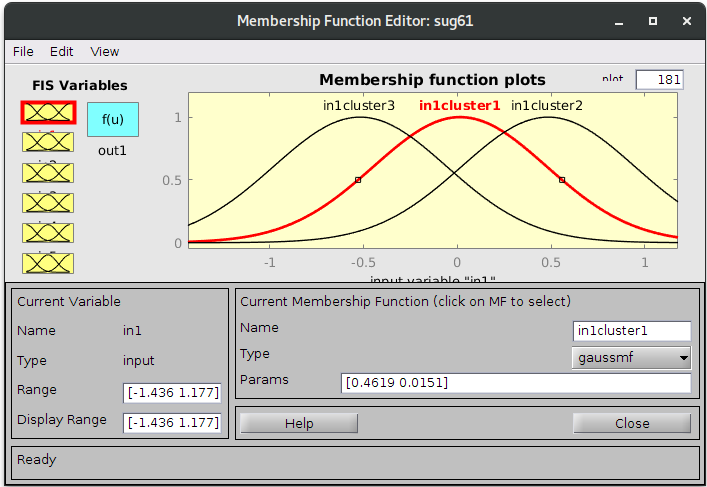 Membership Function Editor: sug61
File Edit View
FIS Variables
f(u)
out1
Membership function plots
181
in1cluster3 in1cluster1 in1cluster2
1
0.5
0
-1 -0.5 0 0.5 1
input variable "in1"
Current Variable
Name in1
Type input
Range [-1.436 1.177]
Display Range [-1.436 1.177]
Current Membership Function (click on MF to select)
Name in1cluster1
Type gaussmf
Params [0.4619 0.0151]
Help Close
Ready